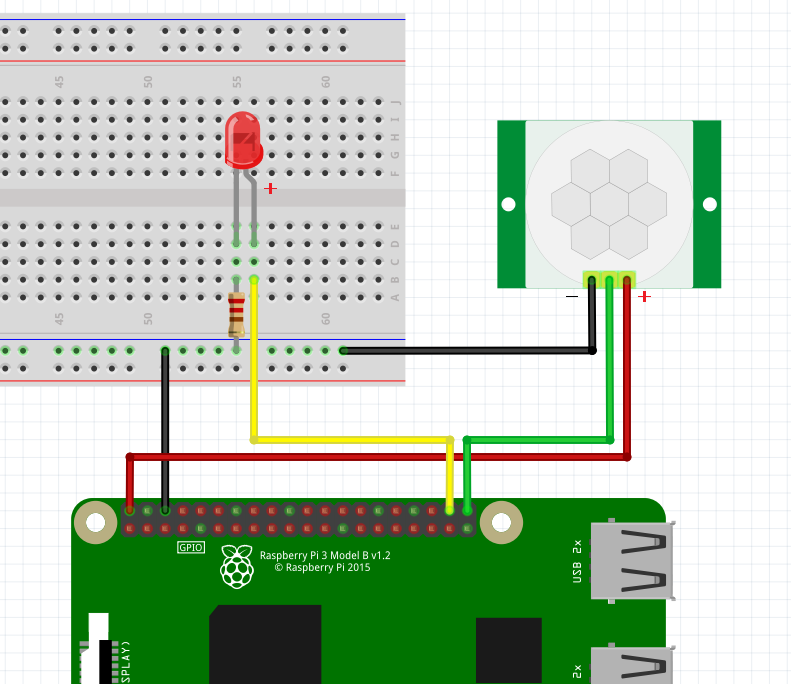 45 50 55 60
J
I
H
G
F
+
E
D
C
B
A
− +
45 50 60
GPIO
Raspberry Pi 3 Model B v1.2
© Raspberry Pi 2015
USB 2x
SPLAY)
2x